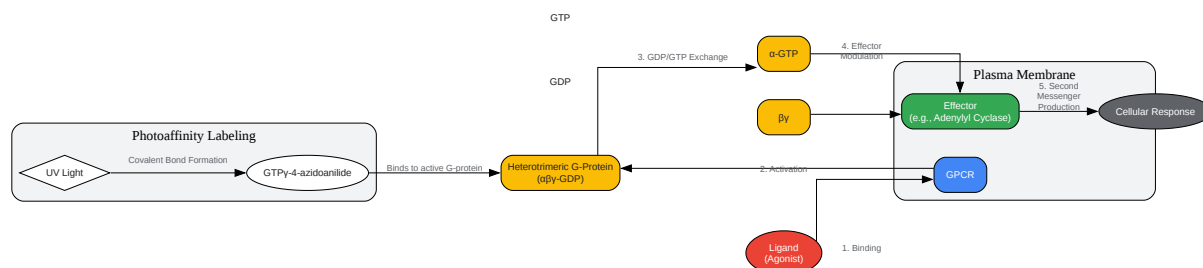 GTP
GDP
Photoaffinity Labeling
UV Light
Covalent Bond Formation
GTPγ-4-azidoanilide
Binds to active G-protein
Heterotrimeric G-Protein
(αβγ-GDP)
3. GDP/GTP Exchange
α-GTP
4. Effector
Modulation
βγ
Plasma Membrane
Effector
(e.g., Adenylyl Cyclase)
5. Second
Messenger
Production
Cellular Response
2. Activation
GPCR
Ligand
(Agonist)
1. Binding